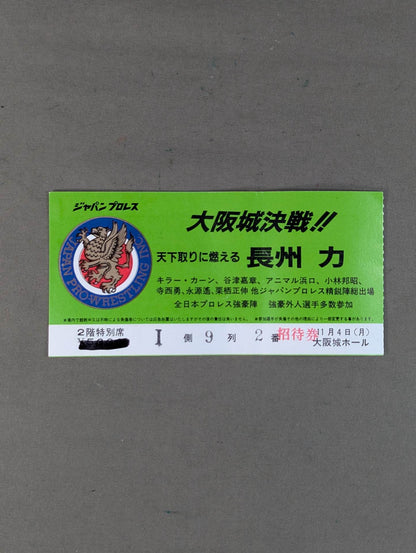 ジャパンプロレス
JAPAN PRO-WRESTLING INC
大阪城決戦!!
天下取りに燃える 長州 力
キラー・カーン、谷津嘉章、アニマル浜口、小林邦昭、
寺西勇、永源遙、栗栖正伸 他ジャパンプロレス精鋭陣総出場
全日本プロレス強豪陣 強豪外人選手多数参加
2階特別席
I 側 9 列 2 番
招待券
11月4日(月)
大阪城ホール